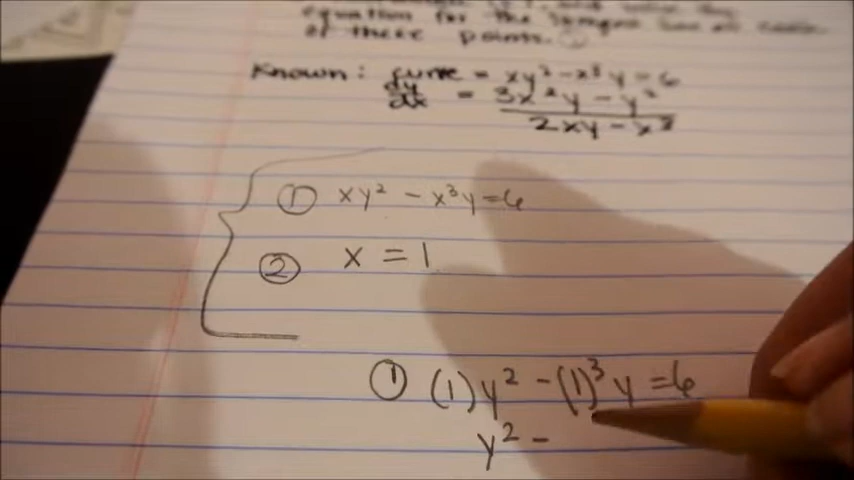 equation for the tangent line at each
of these points.
Known: curve = xy² - x³y = 6
dy/dx = 3x²y - y² / 2xy - x³
① xy² - x³y = 6
② x = 1
① (1)y² - (1)³y = 6
y² -